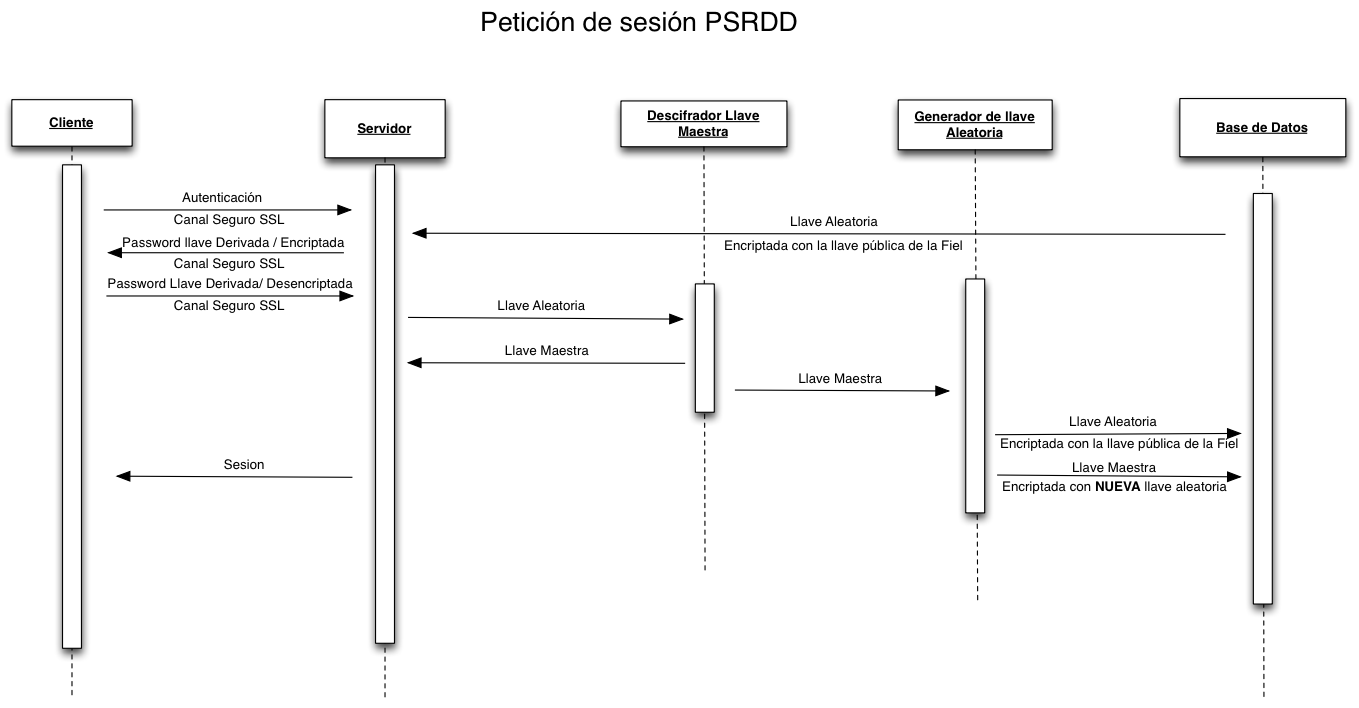 Petición de sesión PSRDD
Cliente
Servidor
Descifrador Llave
Maestra
Generador de llave
Aleatoria
Base de Datos
Autenticación
Canal Seguro SSL
Llave Aleatoria
Encriptada con la llave pública de la Fiel
Password llave Derivada / Encriptada
Canal Seguro SSL
Password Llave Derivada/ Desencriptada
Canal Seguro SSL
Llave Aleatoria
Llave Maestra
Llave Maestra
Llave Aleatoria
Encriptada con la llave pública de la Fiel
Sesion
Llave Maestra
Encriptada con NUEVA llave aleatoria